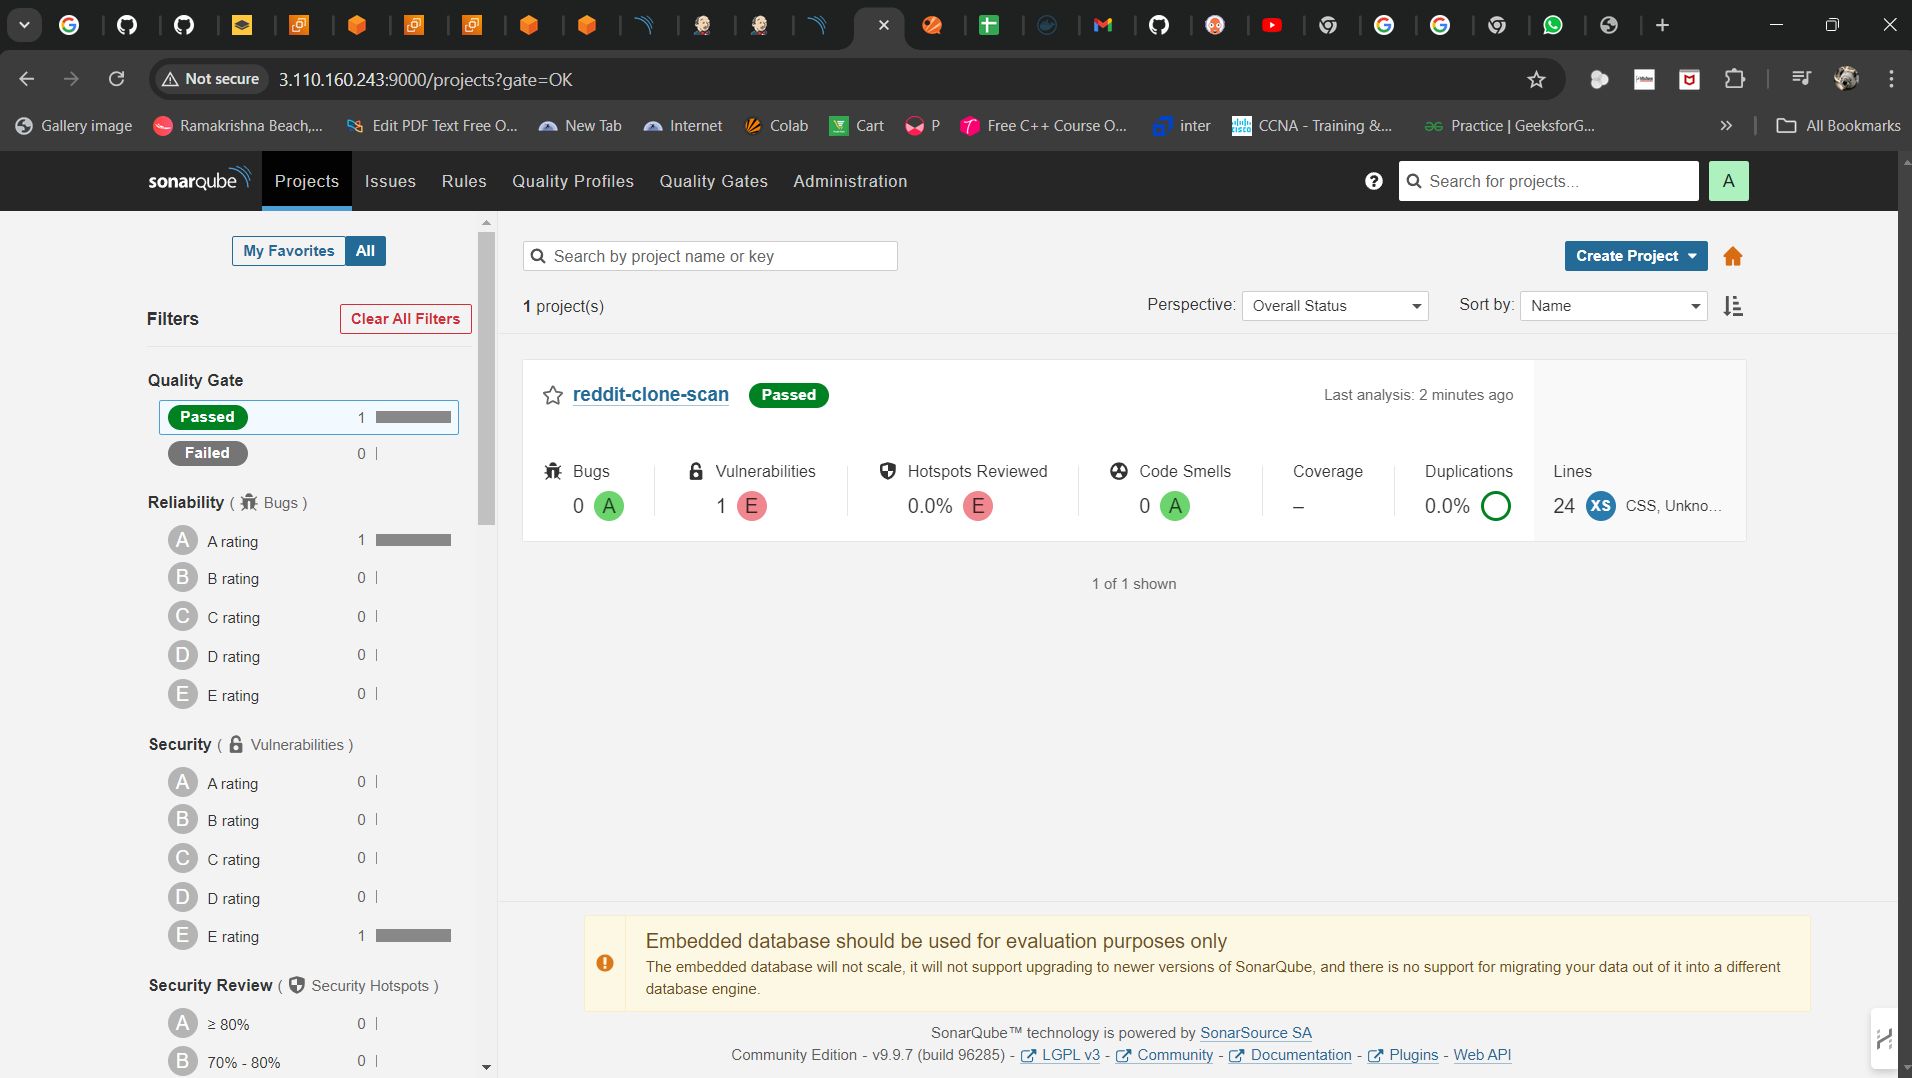 Not secure 3.110.160.243:9000/projects?gate=OK
Gallery image Ramakrishna Beach,... Edit PDF Text Free O... New Tab Internet Colab Cart P Free C++ Course O... inter CCNA - Training &... Practice | GeeksforG... » All Bookmarks
sonarqube Projects Issues Rules Quality Profiles Quality Gates Administration ? Search for projects... A
My Favorites All
Search by project name or key Create Project
Filters Clear All Filters
1 project(s) Perspective: Overall Status Sort by: Name
Quality Gate
Passed 1
Failed 0
Reliability ( Bugs )
A A rating 1
B B rating 0
C C rating 0
D D rating 0
E E rating 0
Security ( Vulnerabilities )
A A rating 0
B B rating 0
C C rating 0
D D rating 0
E E rating 1
Security Review ( Security Hotspots )
A ≥ 80% 0
B 70% - 80% 0
reddit-clone-scan Passed Last analysis: 2 minutes ago
Bugs Vulnerabilities Hotspots Reviewed Code Smells Coverage Duplications Lines
0 A 1 E 0.0% E 0 A – 0.0% 24 XS CSS, Unkno...
1 of 1 shown
Embedded database should be used for evaluation purposes only
The embedded database will not scale, it will not support upgrading to newer versions of SonarQube, and there is no support for migrating your data out of it into a different
database engine.
SonarQube™ technology is powered by SonarSource SA
Community Edition - v9.9.7 (build 96285) - LGPL v3 - Community - Documentation - Plugins - Web API